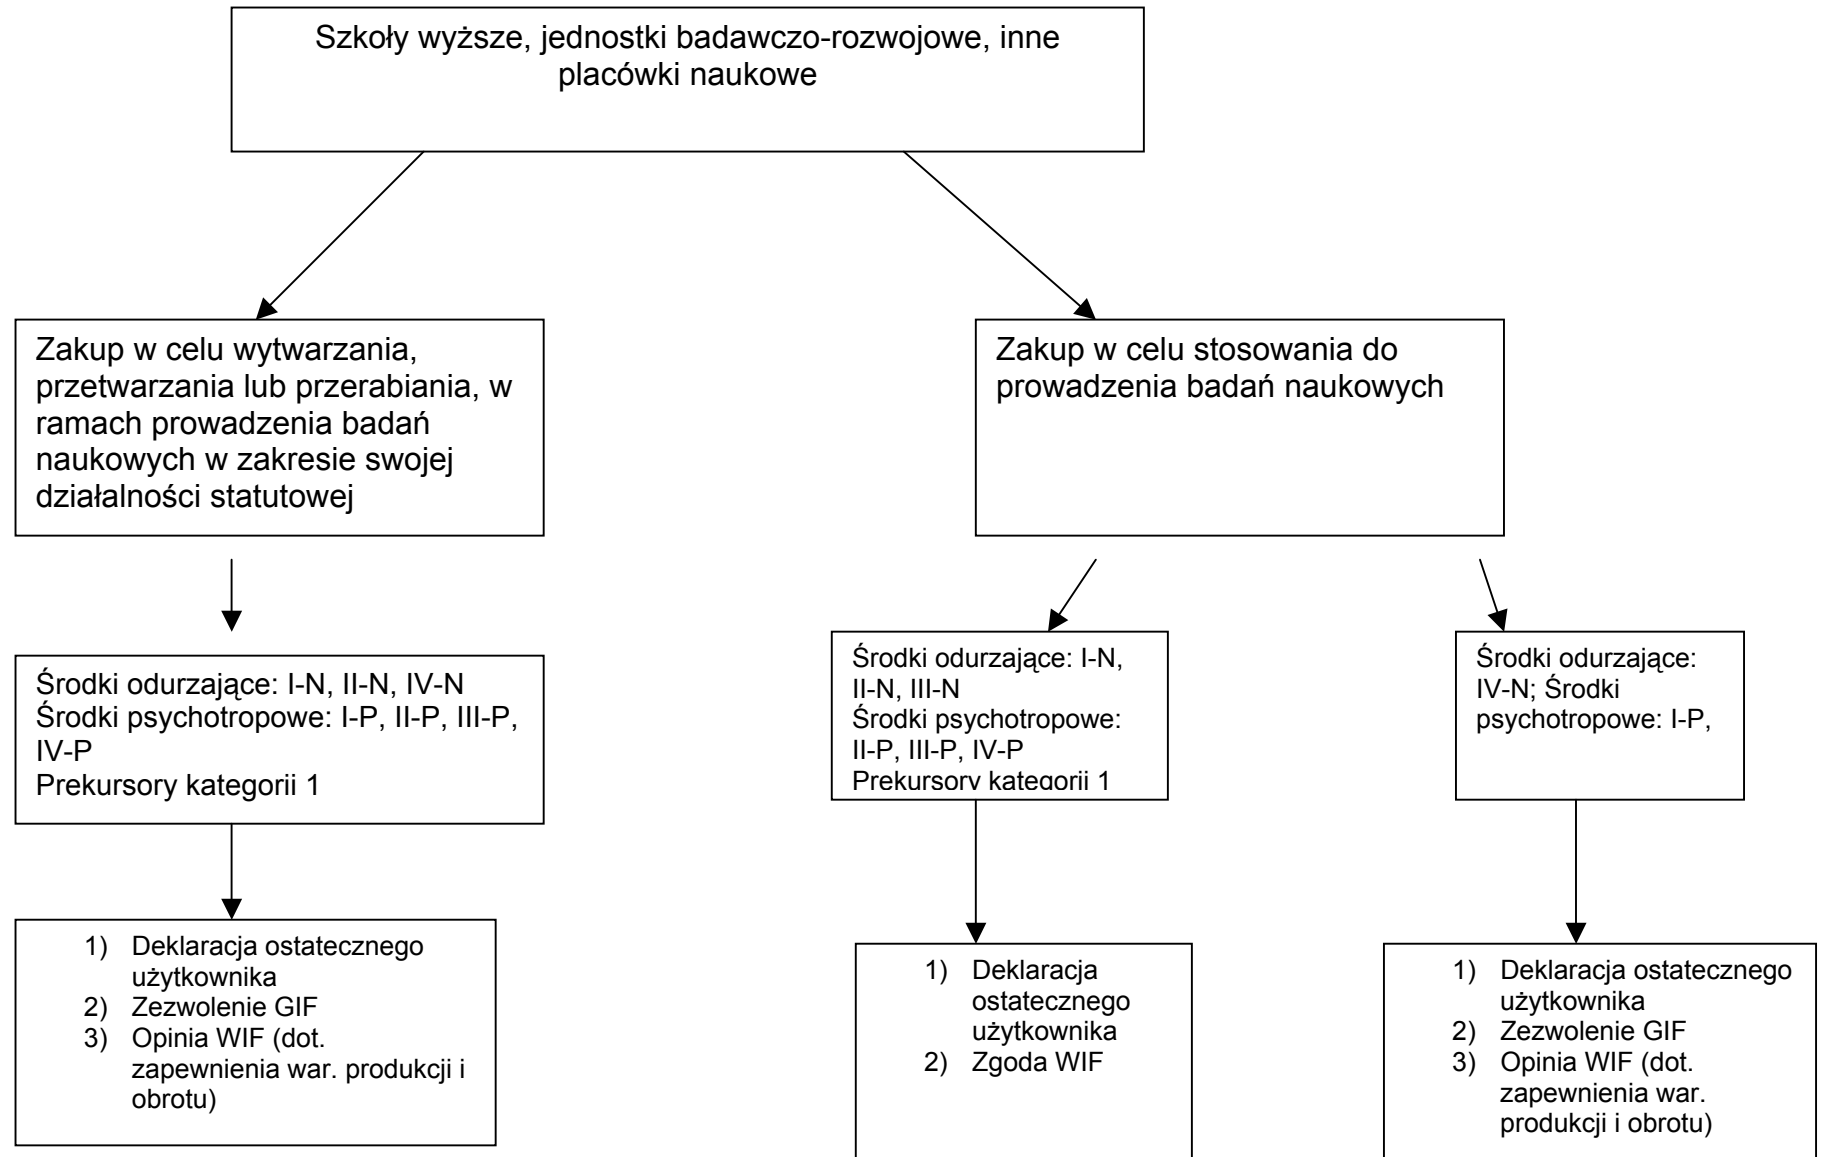 Szkoły wyższe, jednostki badawczo-rozwojowe, inne
placówki naukowe
Zakup w celu wytwarzania,
przetwarzania lub przerabiania, w
ramach prowadzenia badań
naukowych w zakresie swojej
działalności statutowej
Zakup w celu stosowania do
prowadzenia badań naukowych
Środki odurzające: I-N, II-N, IV-N
Środki psychotropowe: I-P, II-P, III-P,
IV-P
Prekursory kategorii 1
Środki odurzające: I-N,
II-N, III-N
Środki psychotropowe:
II-P, III-P, IV-P
Prekursory kategorii 1
Środki odurzające:
IV-N; Środki
psychotropowe: I-P,
1) Deklaracja ostatecznego
użytkownika
2) Zezwolenie GIF
3) Opinia WIF (dot.
zapewnienia war. produkcji i
obrotu)
1) Deklaracja
ostatecznego
użytkownika
2) Zgoda WIF
1) Deklaracja ostatecznego
użytkownika
2) Zezwolenie GIF
3) Opinia WIF (dot.
zapewnienia war.
produkcji i obrotu)